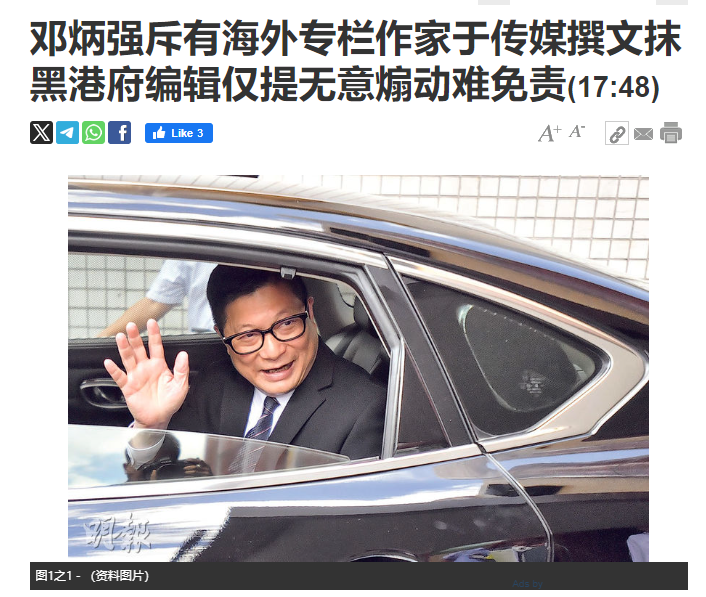 邓炳强斥有海外专栏作家于传媒撰文抹
黑港府编辑仅提无意煽动难免责(17:48)
Like 3
A+ A-
明報
图1之1 - (资料图片)
Ads by